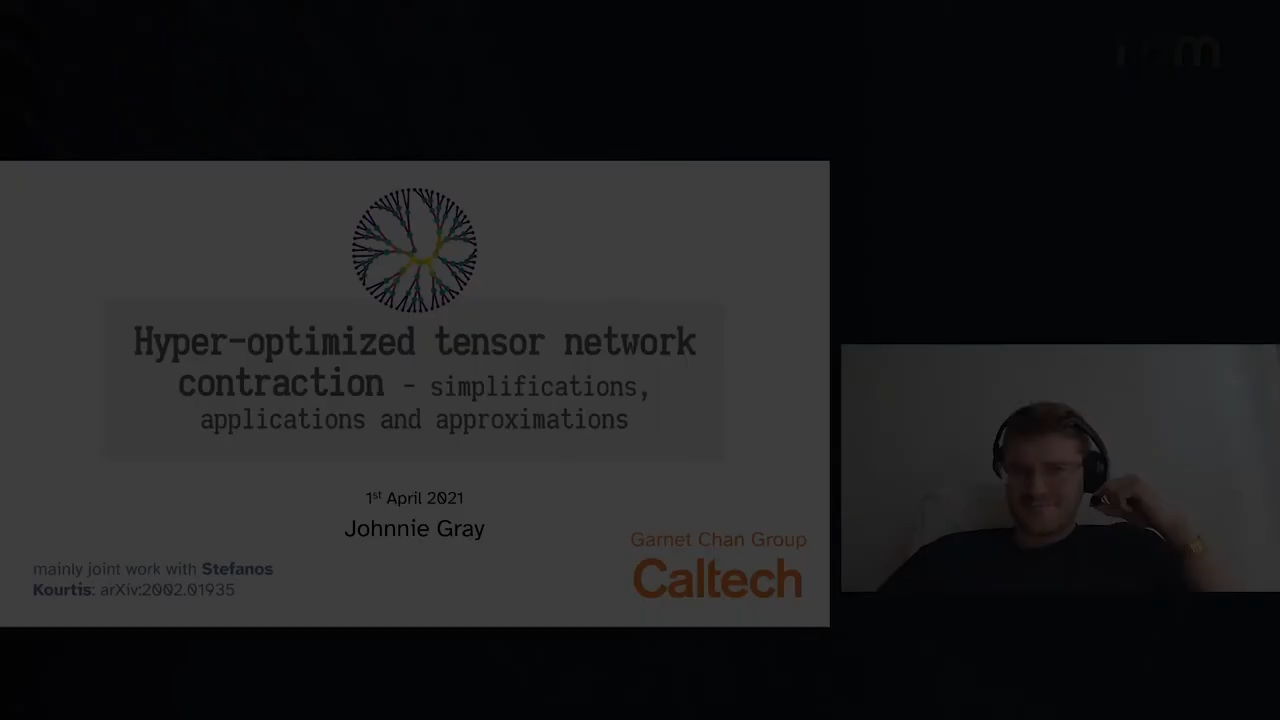 ipam
Hyper-optimized tensor network
contraction - simplifications,
applications and approximations
1st April 2021
Johnnie Gray
mainly joint work with Stefanos
Kourtis: arXiv:2002.01935
Garnet Chan Group
Caltech